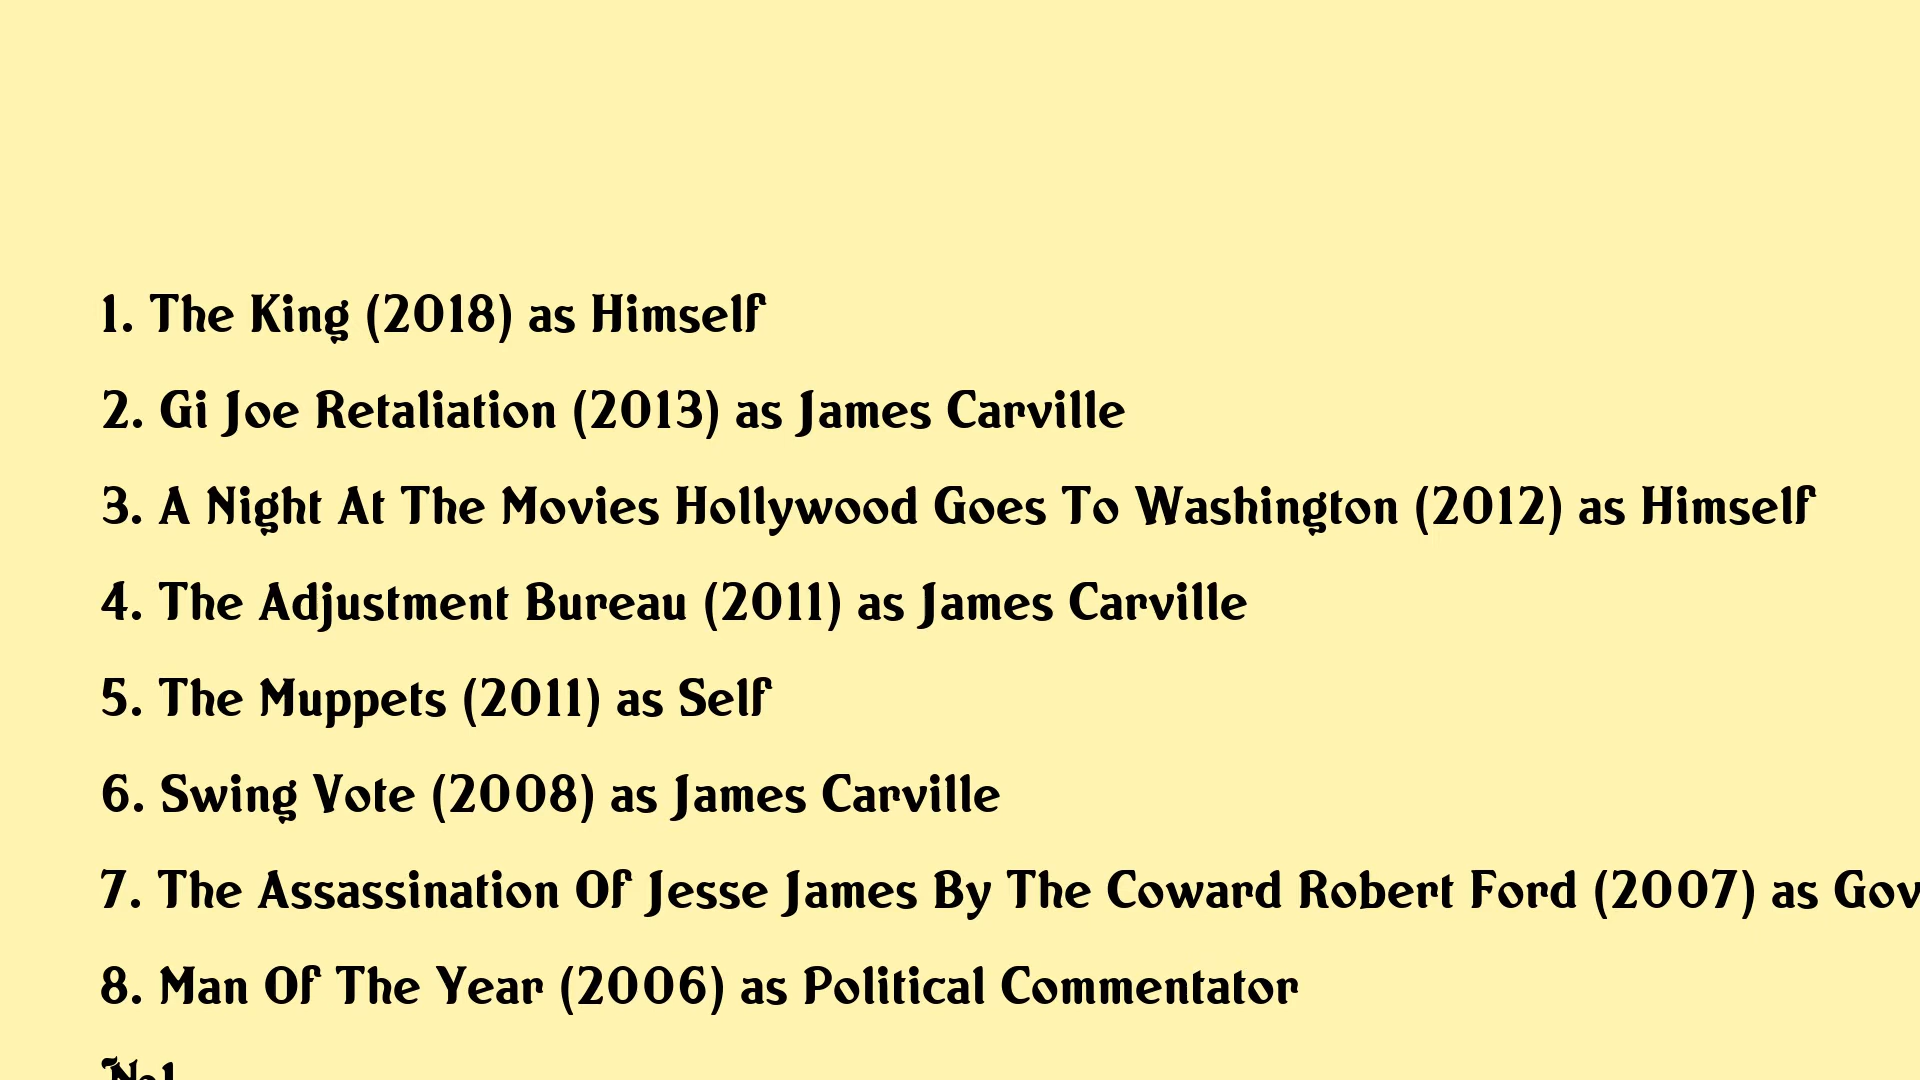 1. The King (2018) as Himself
2. Gi Joe Retaliation (2013) as James Carville
3. A Night At The Movies Hollywood Goes To Washington (2012) as Himself
4. The Adjustment Bureau (2011) as James Carville
5. The Muppets (2011) as Self
6. Swing Vote (2008) as James Carville
7. The Assassination Of Jesse James By The Coward Robert Ford (2007) as Gov
8. Man Of The Year (2006) as Political Commentator